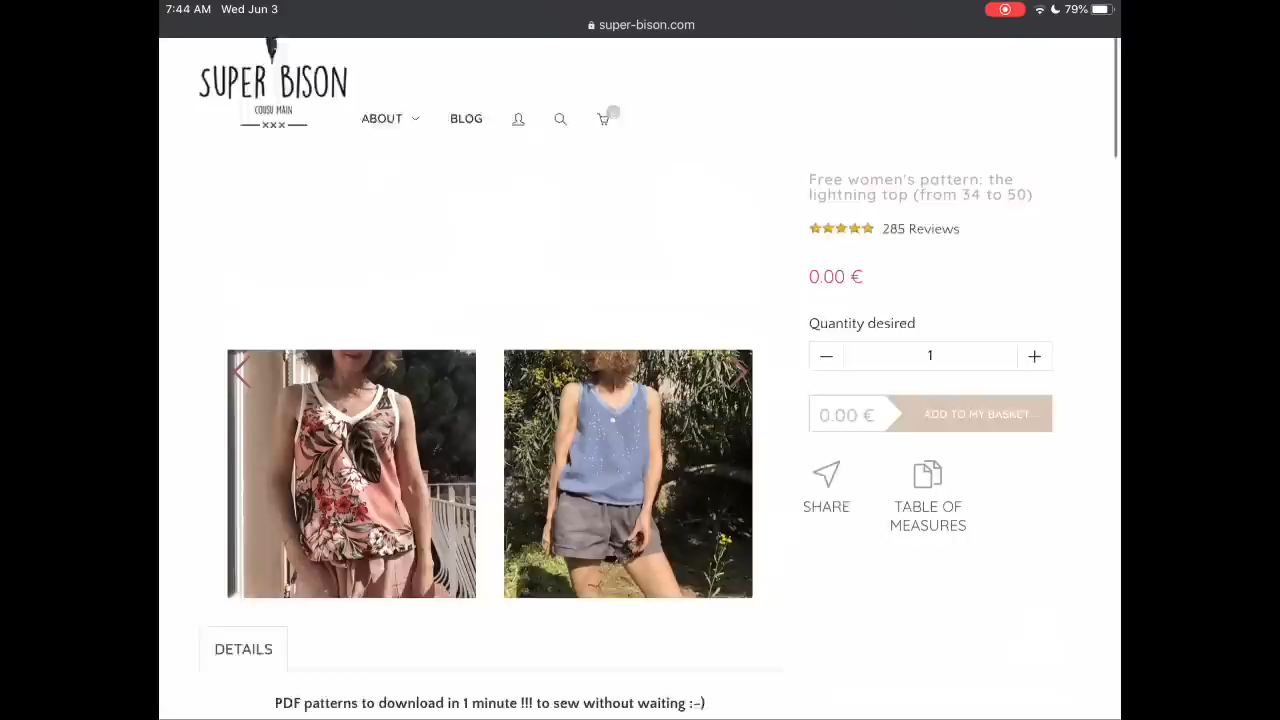 7:44 AM Wed Jun 3
79%
super-bison.com
SUPER BISON
COUSU MAIN
xxx
ABOUT
BLOG
Free women's pattern: the
lightning top (from 34 to 50)
285 Reviews
0.00 €
Quantity desired
1
0.00 € ADD TO MY BASKET...
SHARE
TABLE OF
MEASURES
DETAILS
PDF patterns to download in 1 minute !!! to sew without waiting :-)